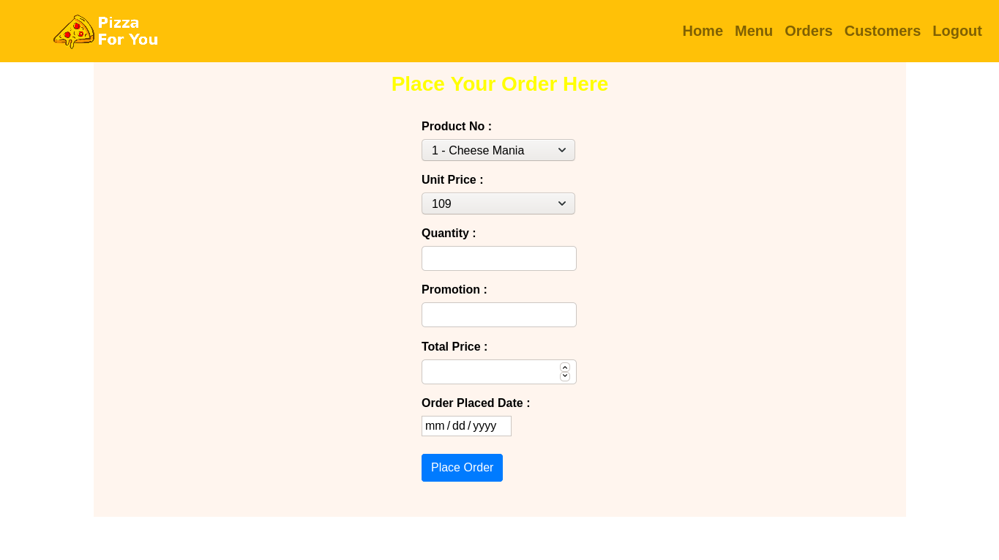 Pizza
For You
Home Menu Orders Customers Logout
Place Your Order Here
Product No :
1 - Cheese Mania
Unit Price :
109
Quantity :
Promotion :
Total Price :
Order Placed Date :
mm/dd/yyyy
Place Order